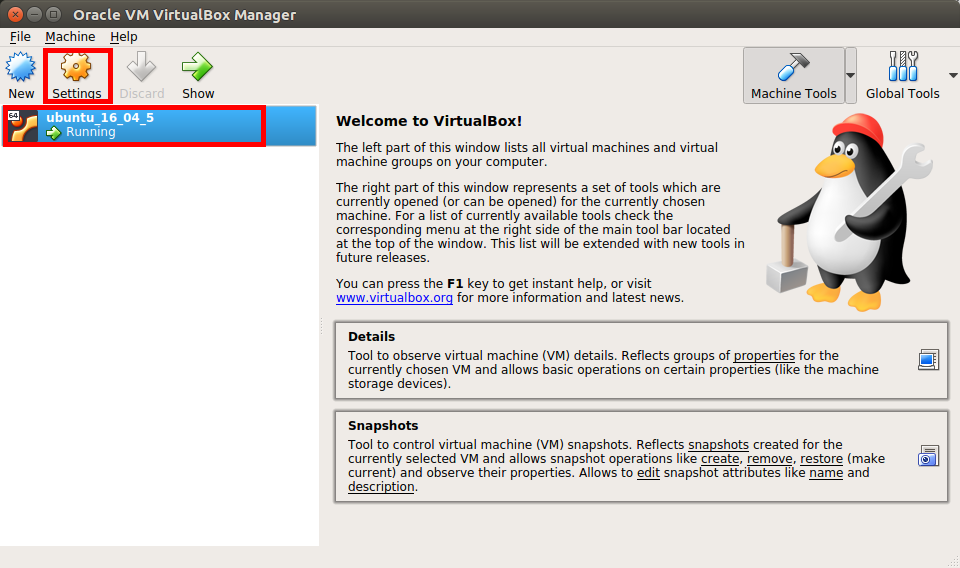 Oracle VM VirtualBox Manager
File Machine Help
New Settings Discard Show Machine Tools Global Tools
64
ubuntu_16_04_5
Running
Welcome to VirtualBox!
The left part of this window lists all virtual machines and virtual
machine groups on your computer.
The right part of this window represents a set of tools which are
currently opened (or can be opened) for the currently chosen
machine. For a list of currently available tools check the
corresponding menu at the right side of the main tool bar located
at the top of the window. This list will be extended with new tools in
future releases.
You can press the F1 key to get instant help, or visit
www.virtualbox.org for more information and latest news.
Details
Tool to observe virtual machine (VM) details. Reflects groups of properties for the
currently chosen VM and allows basic operations on certain properties (like the machine
storage devices).
Snapshots
Tool to control virtual machine (VM) snapshots. Reflects snapshots created for the
currently selected VM and allows snapshot operations like create, remove, restore (make
current) and observe their properties. Allows to edit snapshot attributes like name and
description.